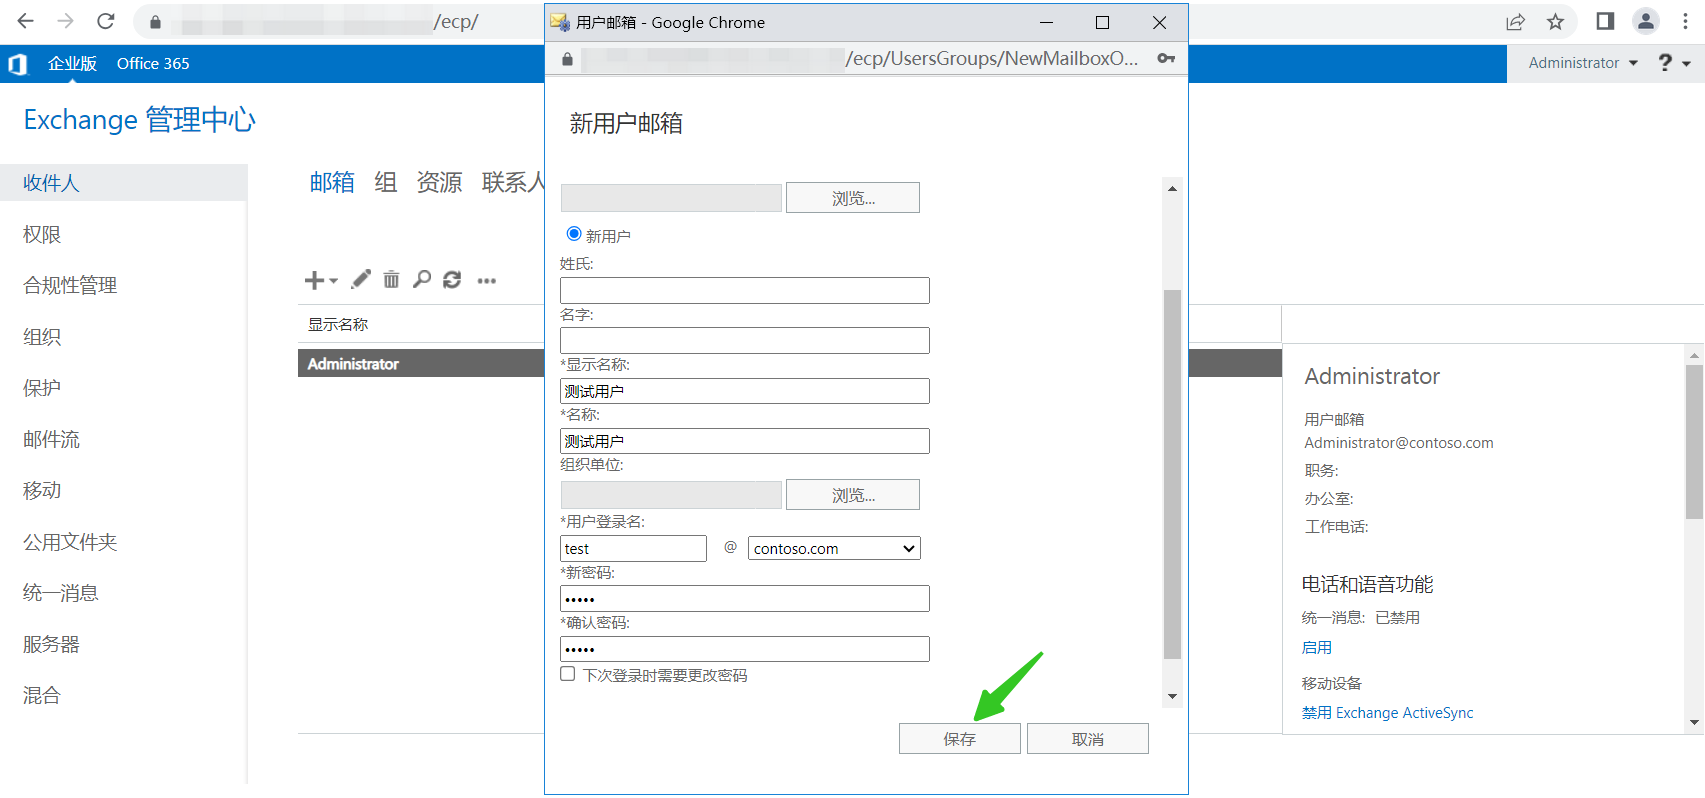 /ecp/
企业版 Office 365
Administrator ?
Exchange 管理中心
收件人
权限
合规性管理
组织
保护
邮件流
移动
公用文件夹
统一消息
服务器
混合
邮箱 组 资源 联系人
显示名称
Administrator
用户邮箱 - Google Chrome
/ecp/UsersGroups/NewMailboxO...
新用户邮箱
浏览...
新用户
姓氏:
名字:
*显示名称:
测试用户
*名称:
测试用户
组织单位:
浏览...
*用户登录名:
test @ contoso.com
*新密码:
•••••
*确认密码:
•••••
下次登录时需要更改密码
保存 取消
Administrator
用户邮箱
Administrator@contoso.com
职务:
办公室:
工作电话:
电话和语音功能
统一消息: 已禁用
启用
移动设备
禁用 Exchange ActiveSync